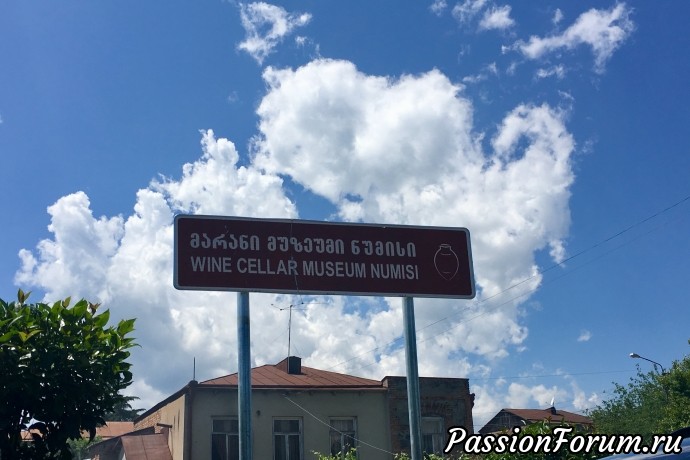 მარანი მუზეუმი ნუმისი
WINE CELLAR MUSEUM NUMISI
PassionForum.ru